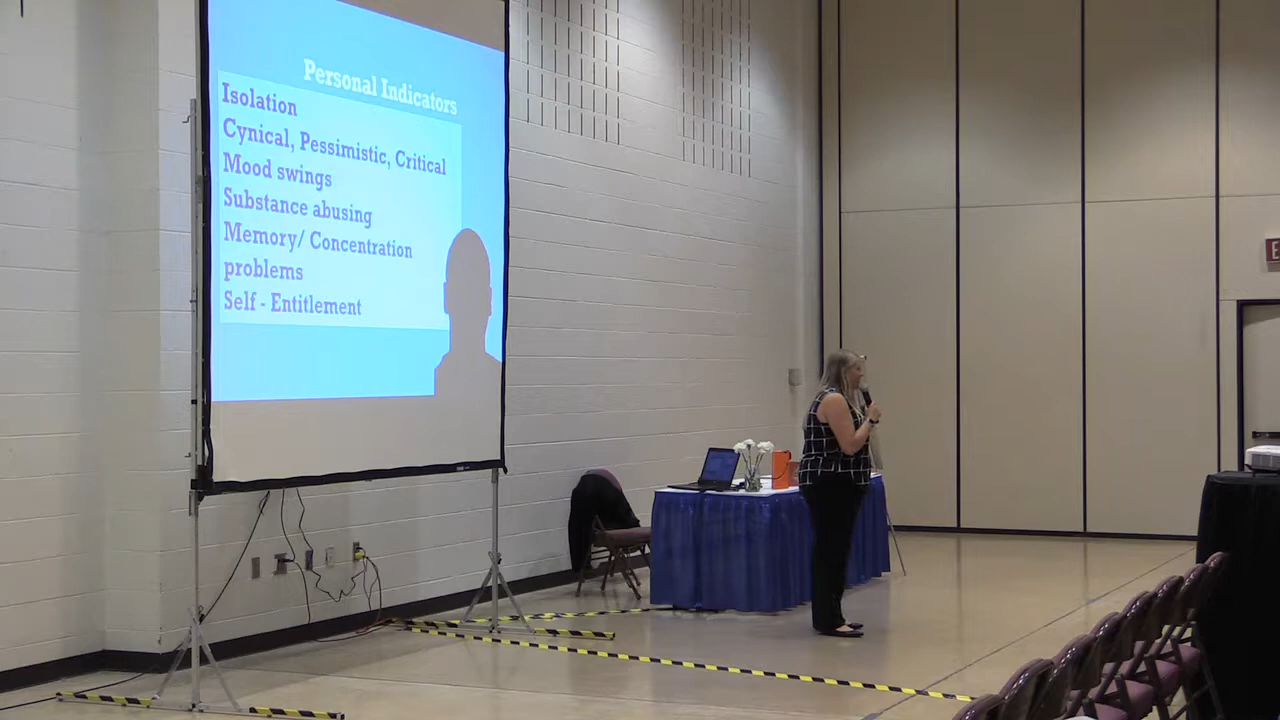 Personal Indicators
Isolation
Cynical, Pessimistic, Critical
Mood swings
Substance abusing
Memory/ Concentration
problems
Self - Entitlement
E